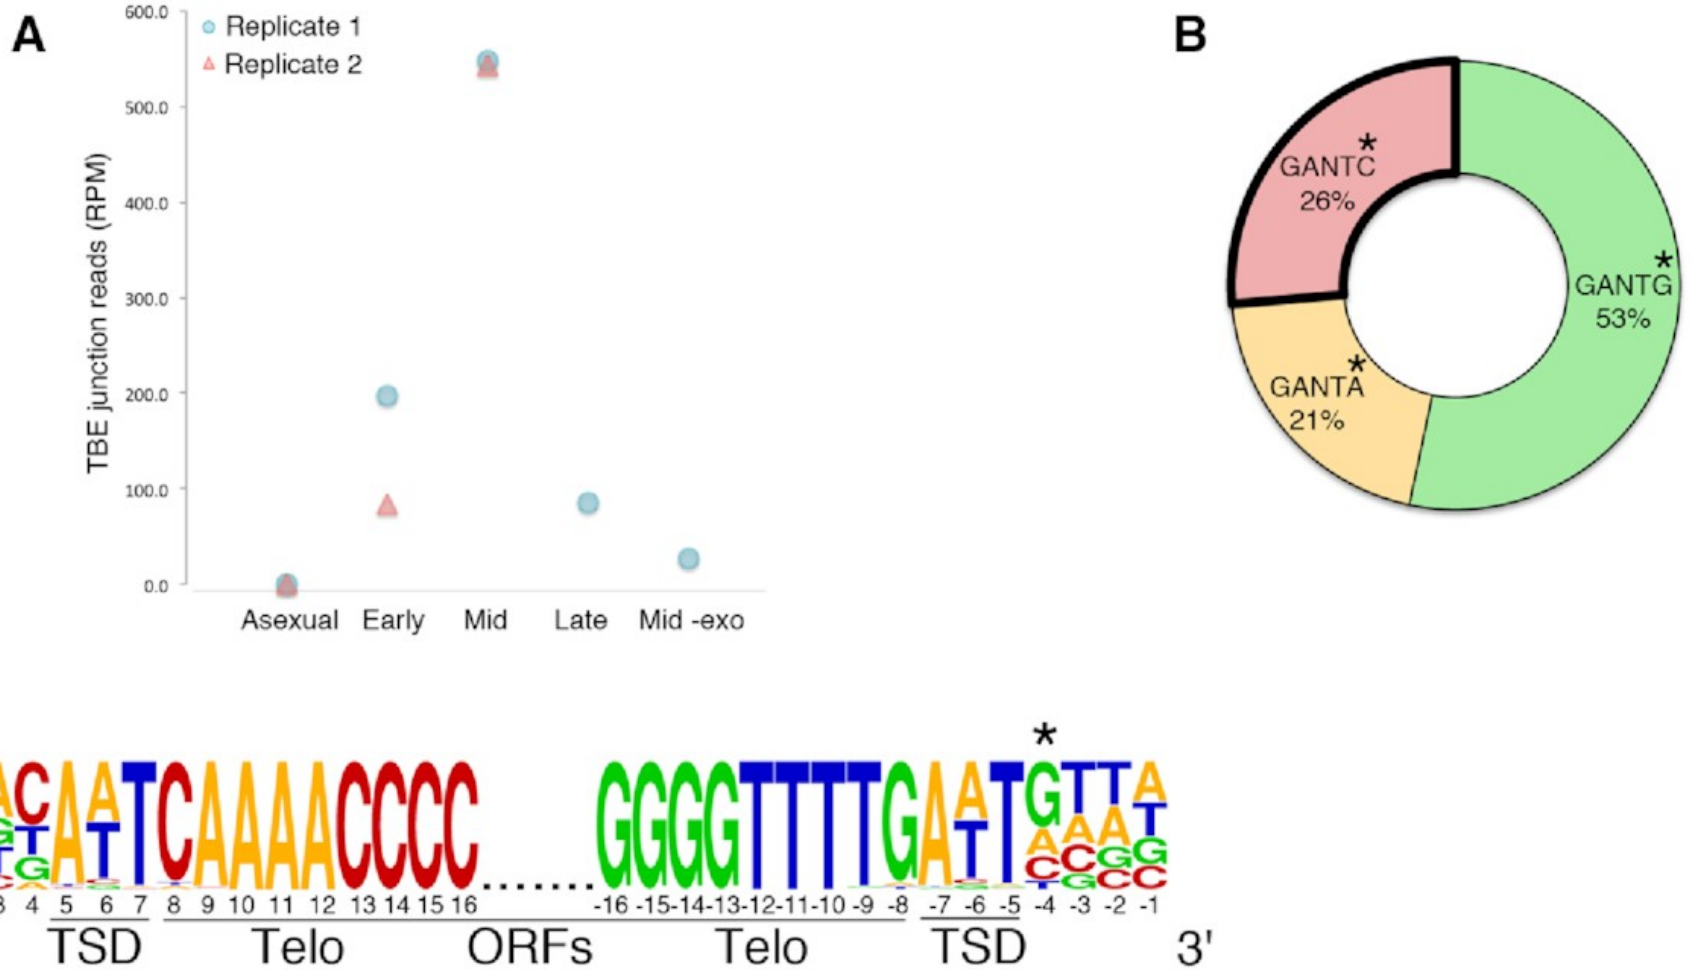 A
B
600.0
Replicate 1
Replicate 2
500.0
400.0
300.0
200.0
100.0
0.0
TBE junction reads (RPM)
Asexual Early Mid Late Mid -exo
*
GANTC
26%
*
GANTG
53%
*
GANTA
21%
*
CAATCAAAACCCC.......GGGGTTTTGAATGTTA
4 5 6 7 8 9 10 11 12 13 14 15 16 -16 -15 -14 -13 -12 -11 -10 -9 -8 -7 -6 -5 -4 -3 -2 -1
TSD Telo ORFs Telo TSD 3'